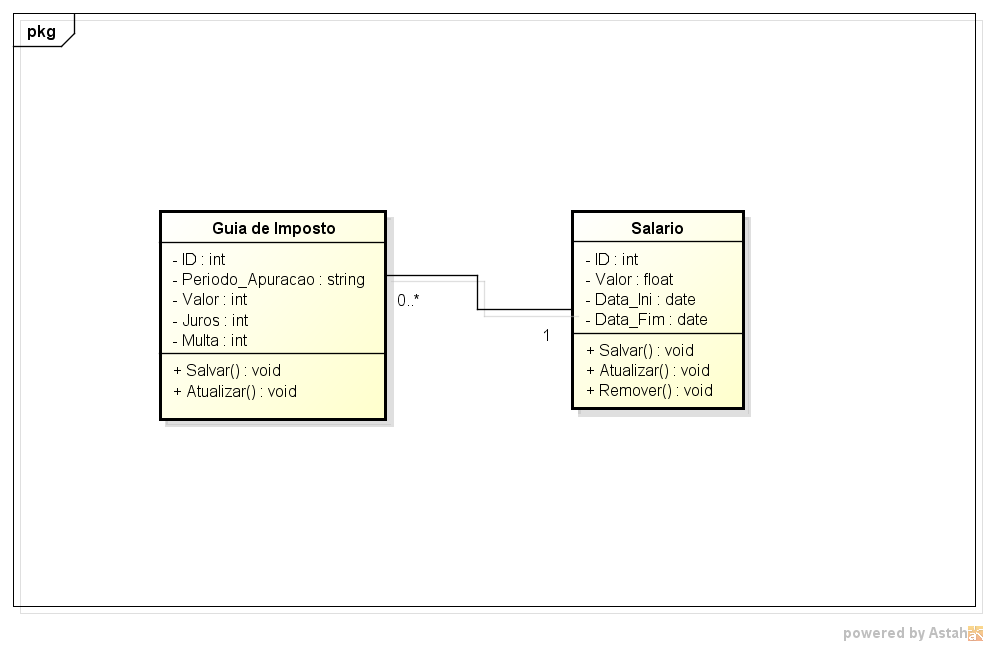 pkg
Guia de Imposto
- ID : int
- Periodo_Apuracao : string
- Valor : int
- Juros : int
- Multa : int
+ Salvar() : void
+ Atualizar() : void
0..*
1
Salario
- ID : int
- Valor : float
- Data_Ini : date
- Data_Fim : date
+ Salvar() : void
+ Atualizar() : void
+ Remover() : void
powered by Astah